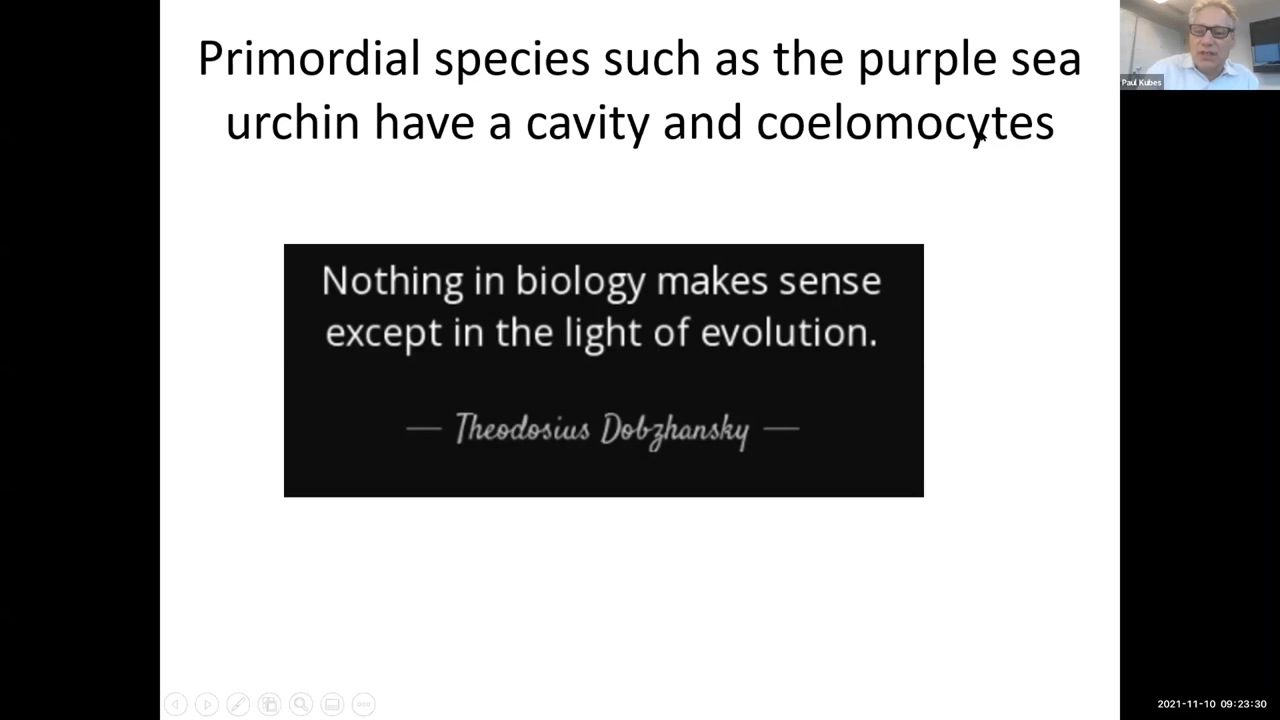 Primordial species such as the purple sea
urchin have a cavity and coelomocytes
Paul Kubes
Nothing in biology makes sense
except in the light of evolution.
— Theodosius Dobzhansky —
2021-11-10 09:23:30